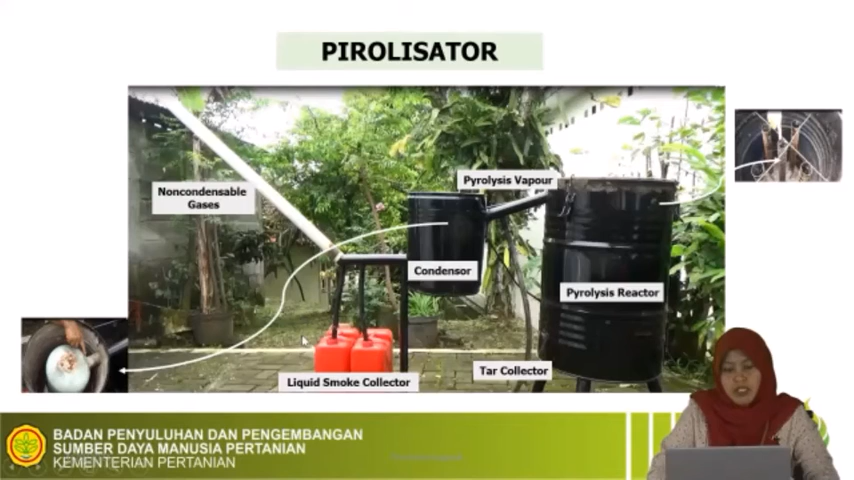 PIROLISATOR
Noncondensable
Gases
Pyrolysis Vapour
Condensor
Pyrolysis Reactor
Tar Collector
Liquid Smoke Collector
BADAN PENYULUHAN DAN PENGEMBANGAN
SUMBER DAYA MANUSIA PERTANIAN
KEMENTERIAN PERTANIAN